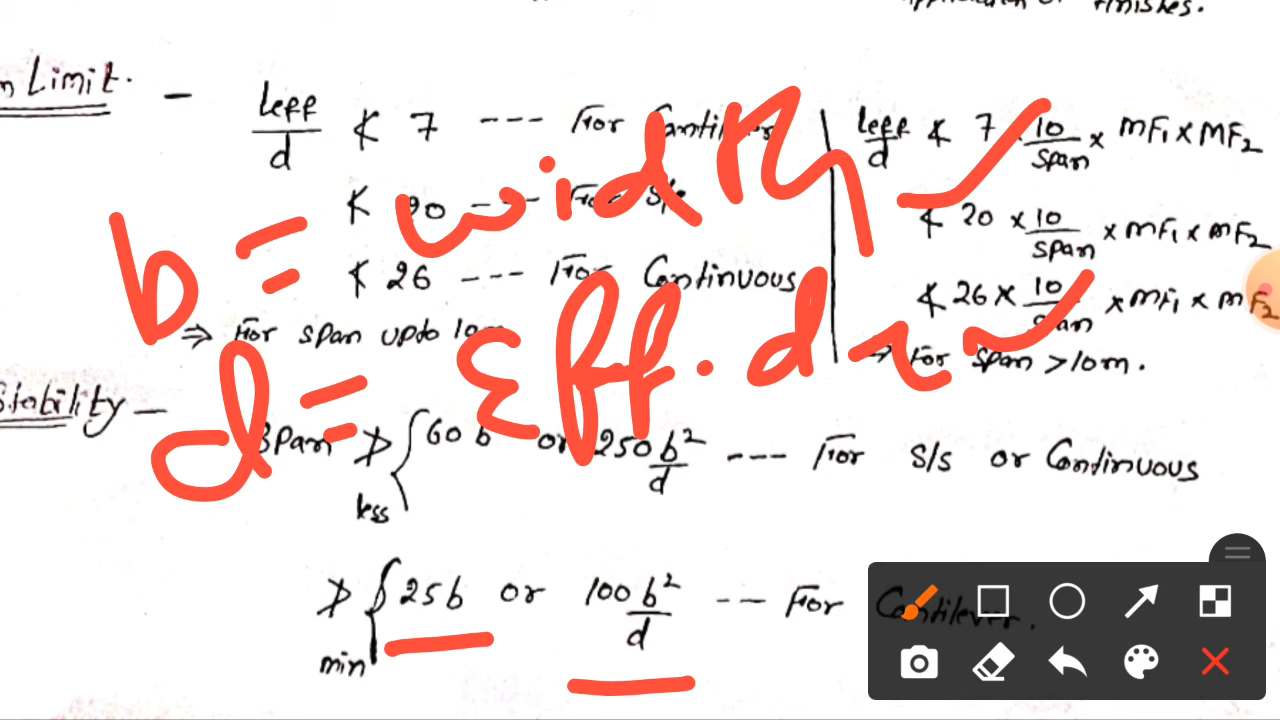 finishes.
n Limit. -
leff/d ≮ 7 --- For Cantilever
≮ 20 --- For S/s
≮ 26 --- For Continuous
⇒ For span upto 10m
leff/d ≮ 7 × 10/span × MF1 × MF2
≮ 20 × 10/span × MF1 × MF2
≮ 26 × 10/span × MF1 × MF2
⇒ For span >10m.
b = width
d = Eff. d
Stability -
Span ≯ less { 60 b or 250 b²/d --- For S/s or Continuous
≯ min { 25b or 100 b²/d --- For Cantilever.